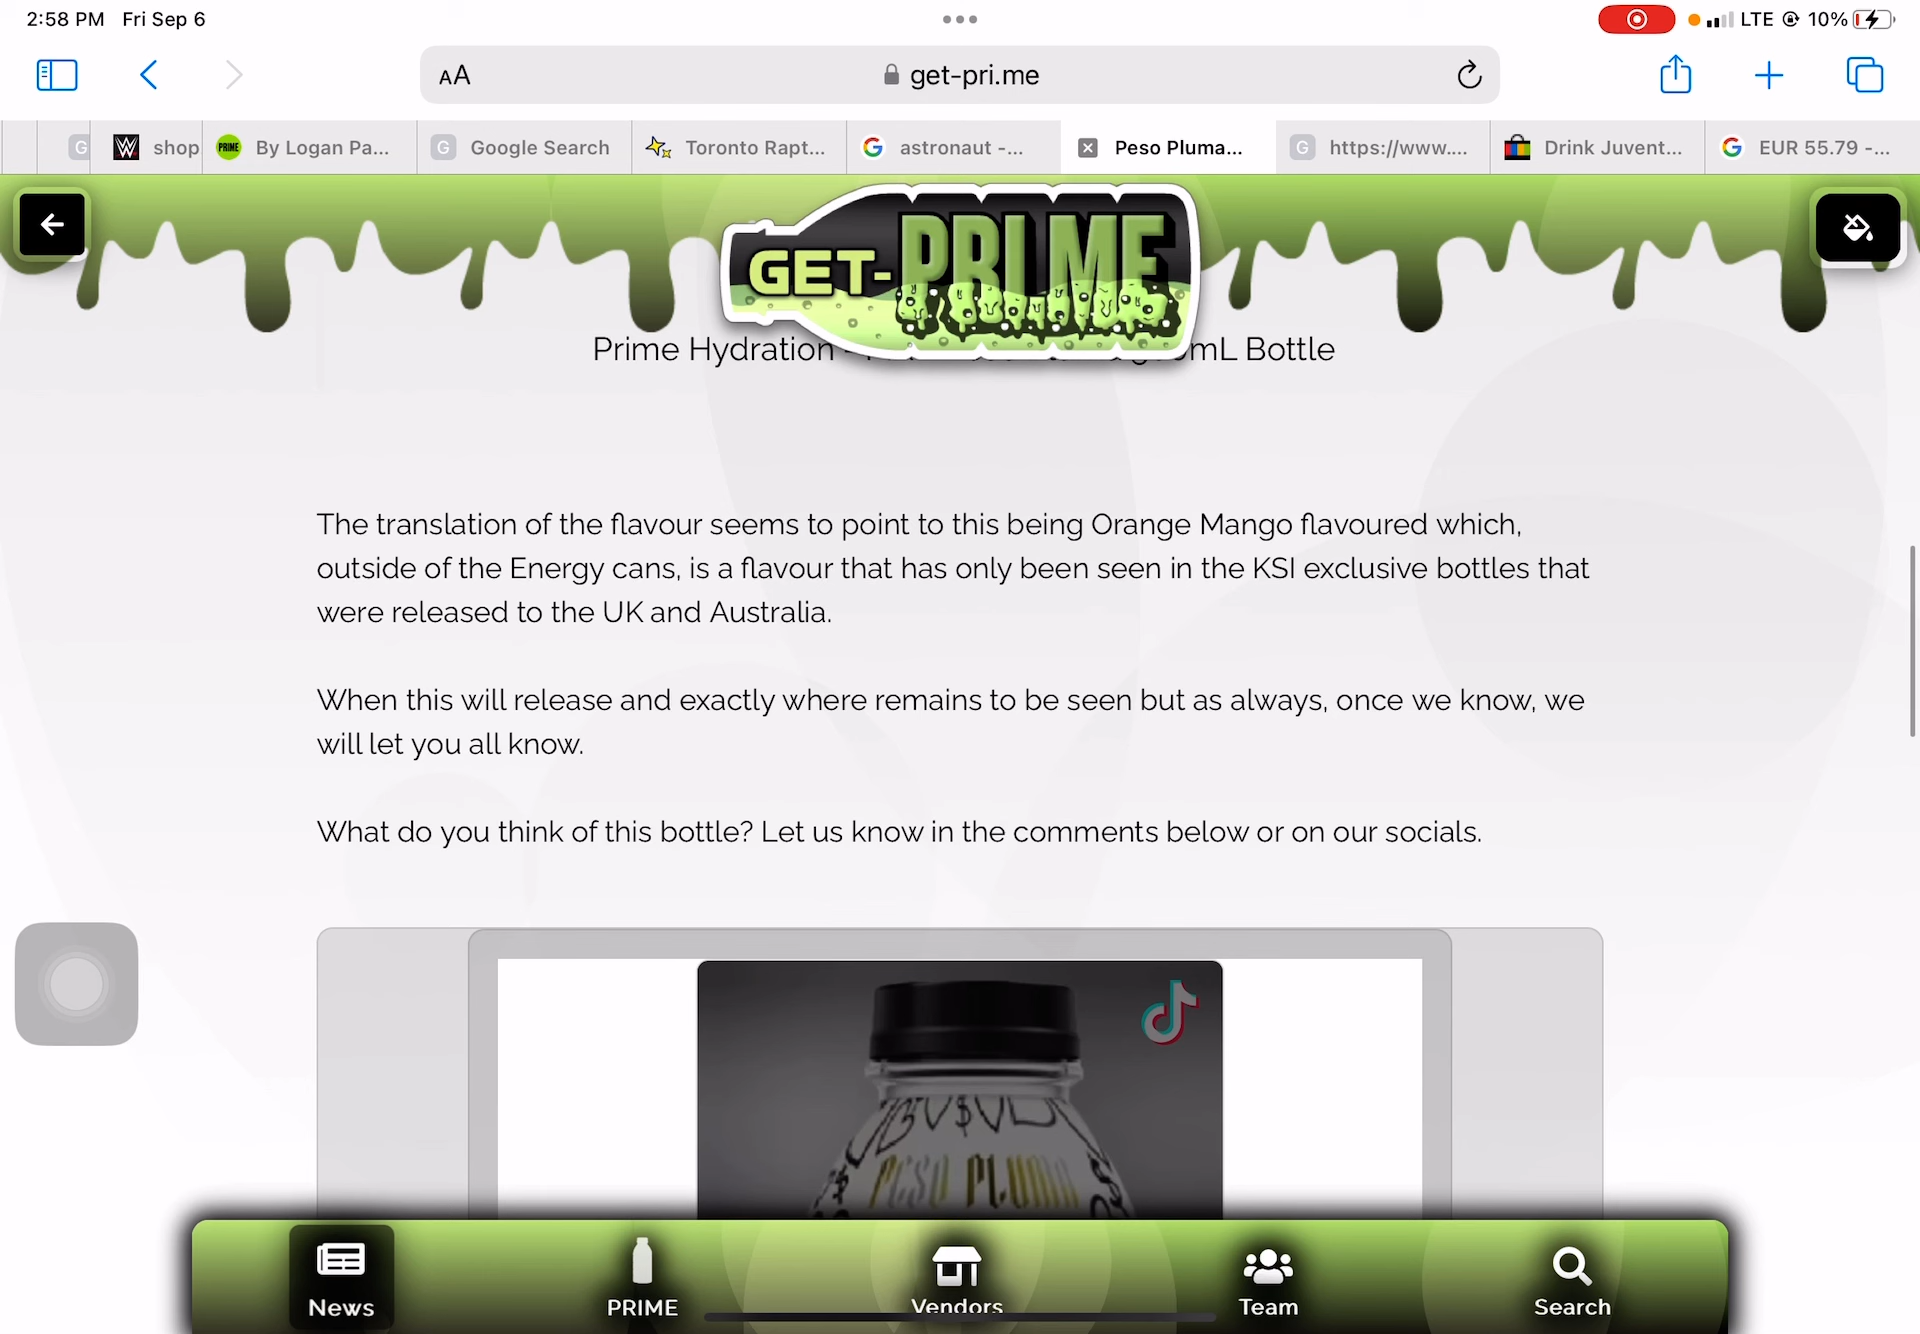 2:58 PM Fri Sep 6
LTE 10%
AA get-pri.me
G shop PRIME By Logan Pa... G Google Search Toronto Rapt... astronaut -... Peso Pluma... G https://www.... Drink Juvent... EUR 55.79 -...
GET-PRI.ME
Prime Hydration mL Bottle
The translation of the flavour seems to point to this being Orange Mango flavoured which,
outside of the Energy cans, is a flavour that has only been seen in the KSI exclusive bottles that
were released to the UK and Australia.
When this will release and exactly where remains to be seen but as always, once we know, we
will let you all know.
What do you think of this bottle? Let us know in the comments below or on our socials.
PESO PLUMA
News PRIME Vendors Team Search